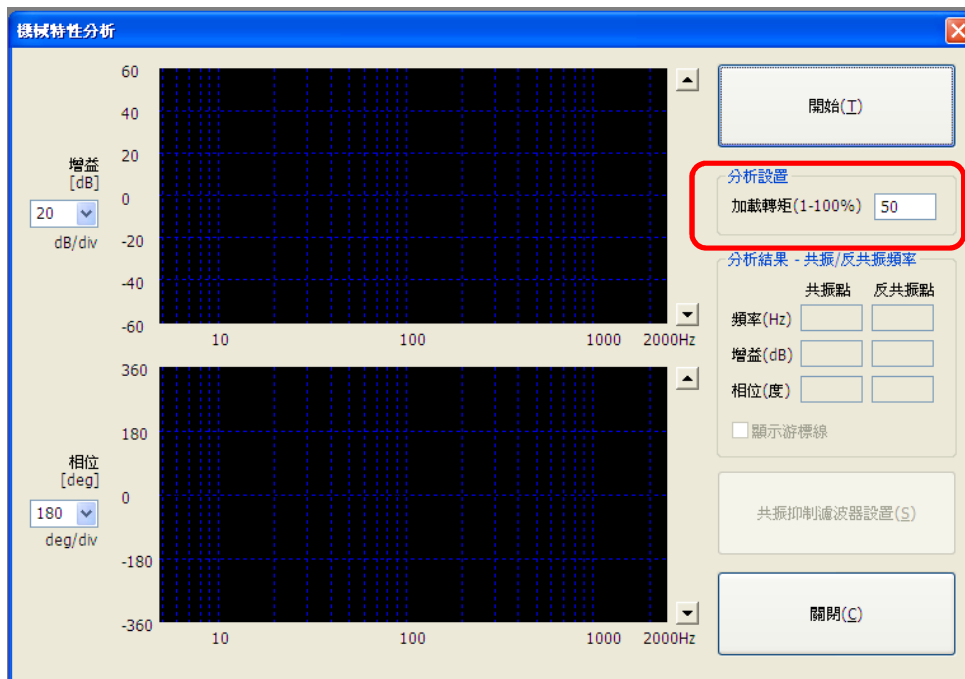 機械特性分析
60
40
20
0
-20
-40
-60
增益
[dB]
20
dB/div
10 100 1000 2000Hz
360
180
0
-180
-360
相位
[deg]
180
deg/div
10 100 1000 2000Hz
開始(T)
分析設置
加載轉矩(1-100%) 50
分析結果 - 共振/反共振頻率
共振點 反共振點
頻率(Hz)
增益(dB)
相位(度)
顯示游標線
共振抑制濾波器設置(S)
關閉(C)